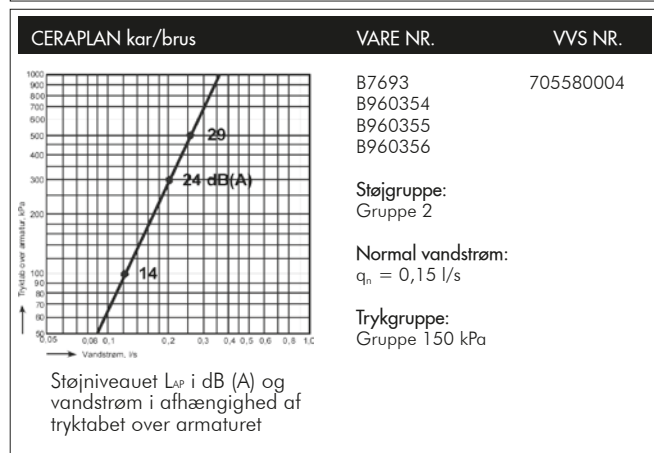 CERAPLAN kar/brus VARE NR. VVS NR.
1000
900
800
700
600
500
400
300
200
100
90
80
70
60
50
Tryktab over armatur, kPa
29
24 dB(A)
14
0,05 0,08 0,1 0,2 0,3 0,4 0,5 0,6 0,8 1,0
Vandstrøm, l/s
Støjniveauet LAP i dB (A) og
vandstrøm i afhængighed af
tryktabet over armaturet
B7693 705580004
B960354
B960355
B960356
Støjgruppe:
Gruppe 2
Normal vandstrøm:
qn = 0,15 l/s
Trykgruppe:
Gruppe 150 kPa